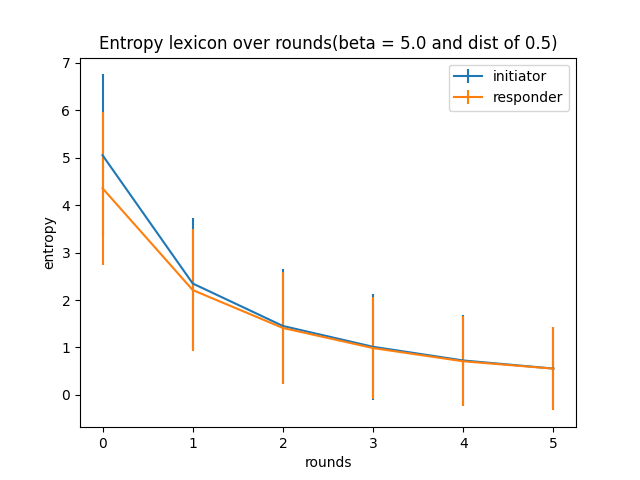 Entropy lexicon over rounds(beta = 5.0 and dist of 0.5)
initiator
responder
entropy
7
6
5
4
3
2
1
0
0 1 2 3 4 5
rounds